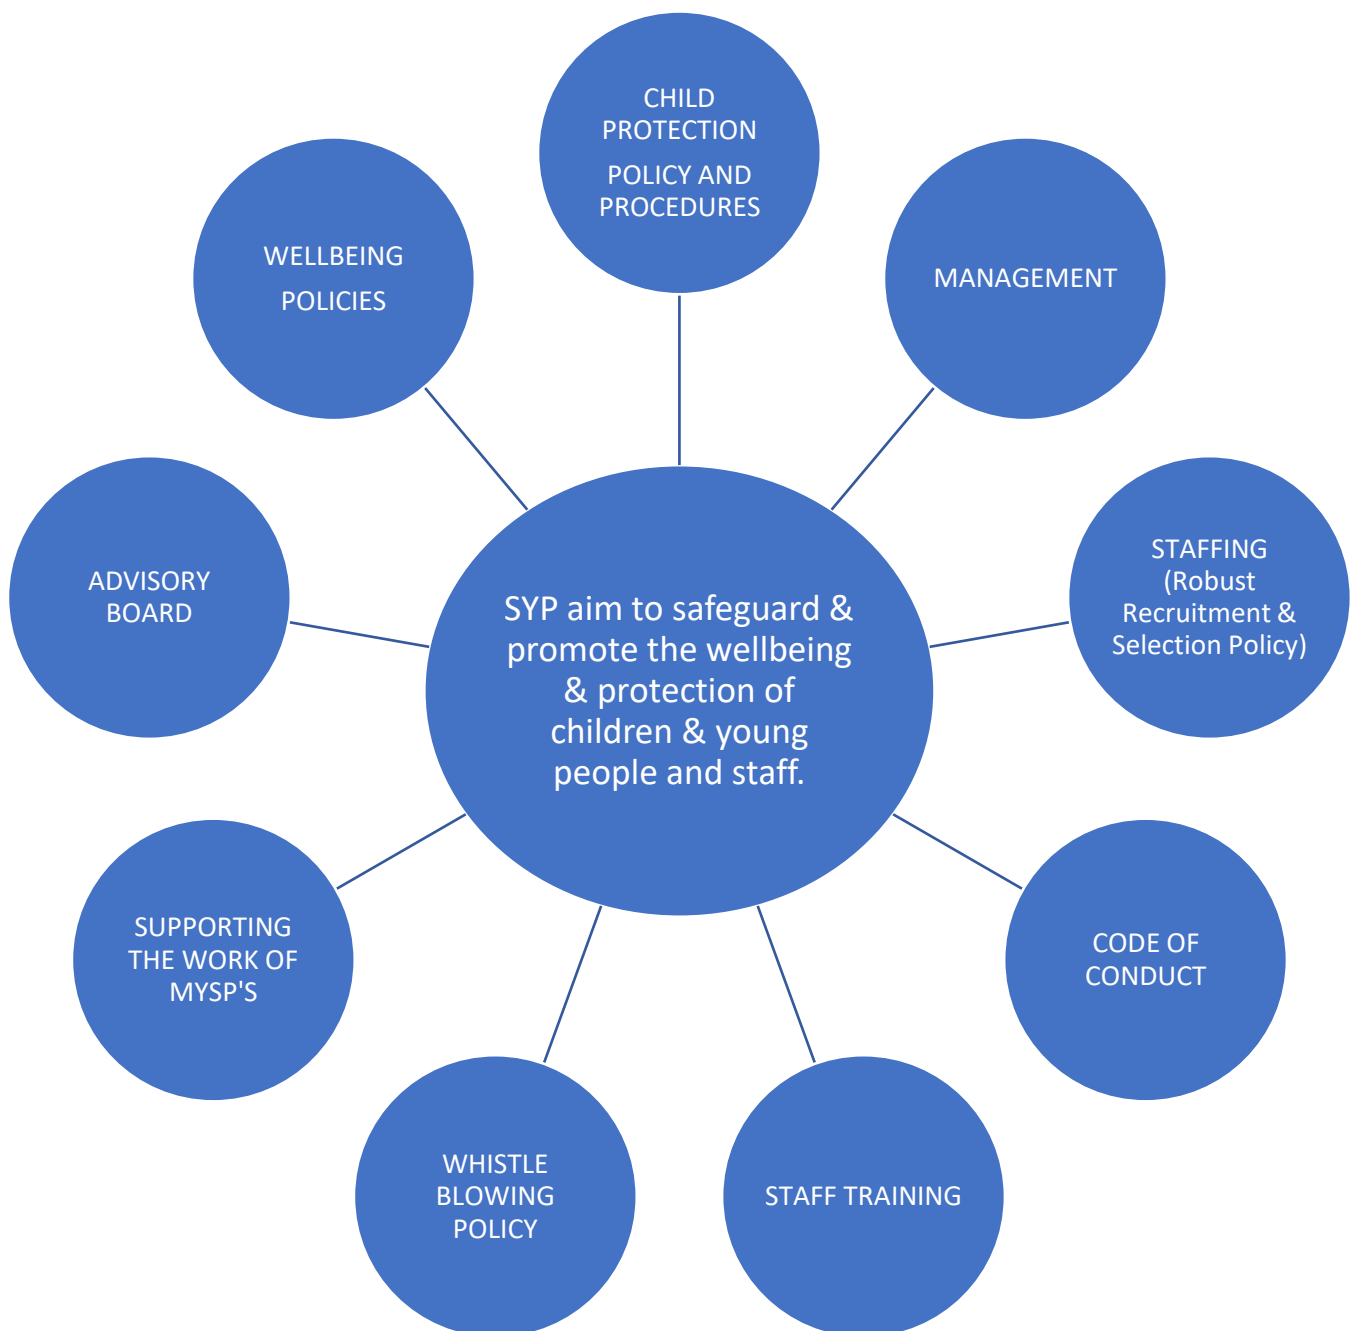 CHILD
PROTECTION
POLICY AND
PROCEDURES
MANAGEMENT
STAFFING
(Robust
Recruitment &
Selection Policy)
CODE OF
CONDUCT
STAFF TRAINING
WHISTLE
BLOWING
POLICY
SUPPORTING
THE WORK OF
MYSP'S
ADVISORY
BOARD
WELLBEING
POLICIES
SYP aim to safeguard &
promote the wellbeing
& protection of
children & young
people and staff.